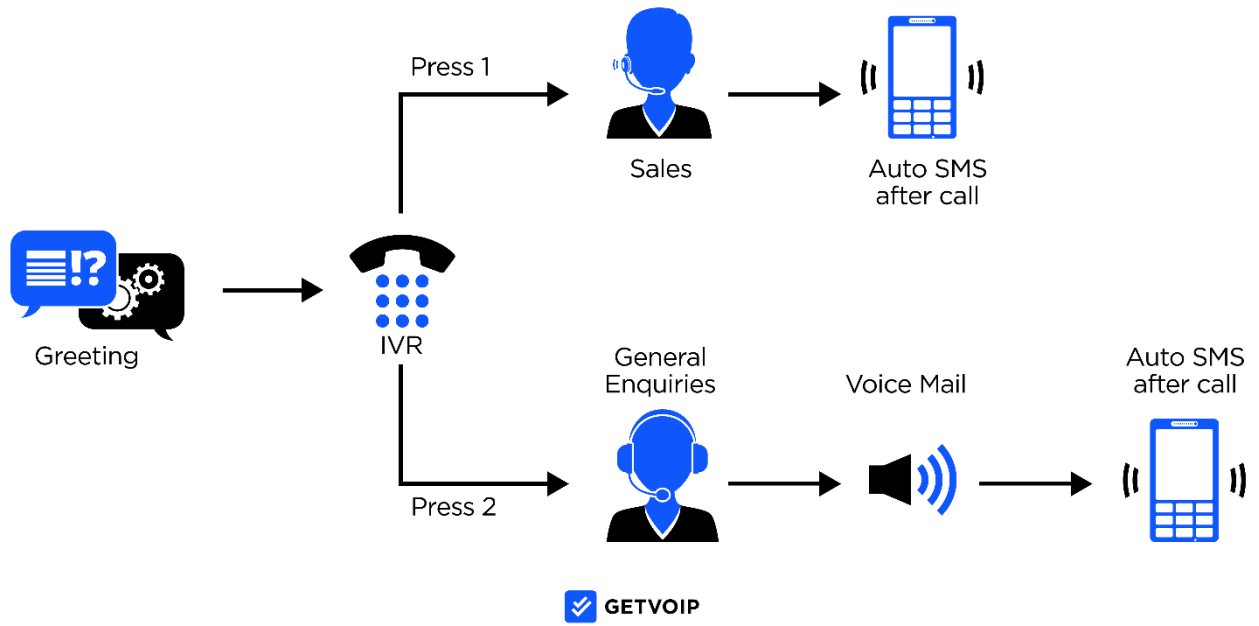 Press 1
Sales
Auto SMS
after call
!?
Greeting
IVR
General
Enquiries
Voice Mail
Auto SMS
after call
Press 2
GETVOIP